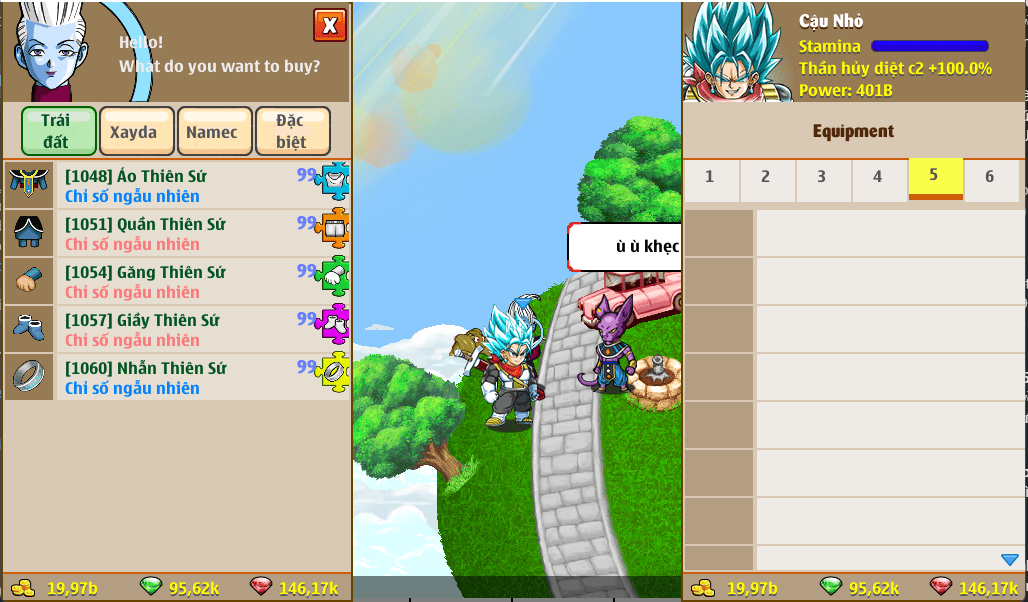 Hello!
What do you want to buy?
X
Trái
đất
Xayda
Namec
Đặc
biệt
[1048] Áo Thiên Sứ
99
Chỉ số ngẫu nhiên
[1051] Quần Thiên Sứ
99
Chỉ số ngẫu nhiên
[1054] Găng Thiên Sứ
99
Chỉ số ngẫu nhiên
[1057] Giầy Thiên Sứ
99
Chỉ số ngẫu nhiên
[1060] Nhẫn Thiên Sứ
99
Chỉ số ngẫu nhiên
19,97b 95,62k 146,17k
ù ù khẹc
Cậu Nhỏ
Stamina
Thần hủy diệt c2 +100.0%
Power: 401B
Equipment
1 2 3 4 5 6
19,97b 95,62k 146,17k